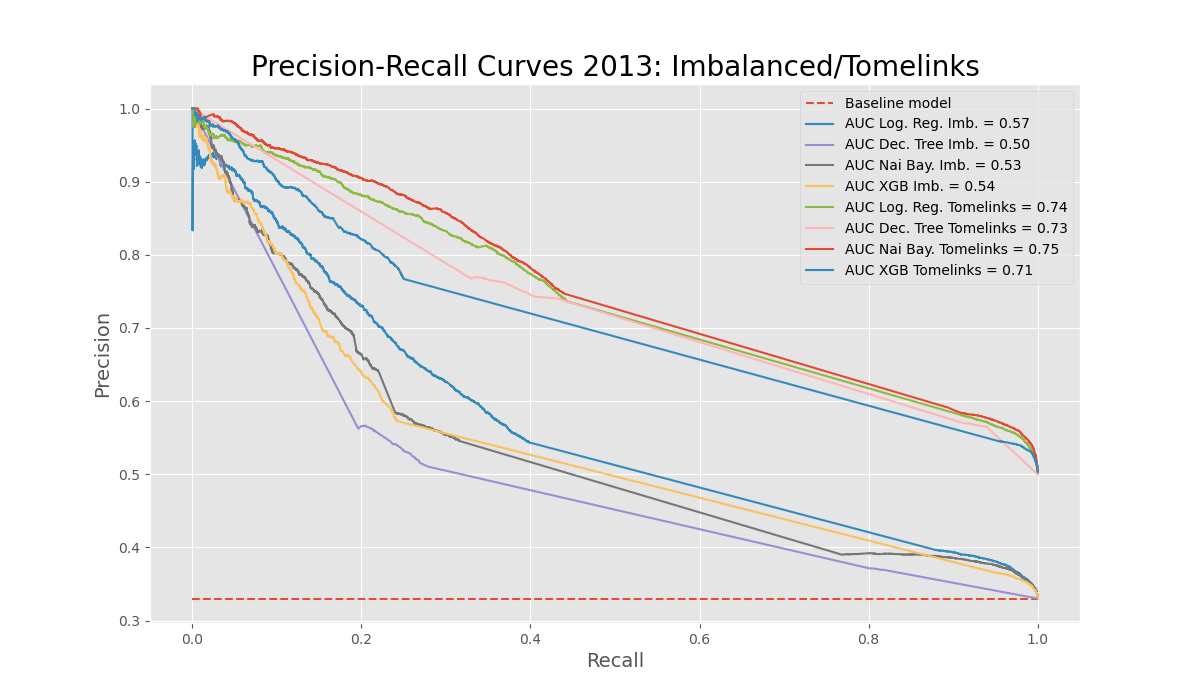 Precision-Recall Curves 2013: Imbalanced/Tomelinks
Baseline model
AUC Log. Reg. Imb. = 0.57
AUC Dec. Tree Imb. = 0.50
AUC Nai Bay. Imb. = 0.53
AUC XGB Imb. = 0.54
AUC Log. Reg. Tomelinks = 0.74
AUC Dec. Tree Tomelinks = 0.73
AUC Nai Bay. Tomelinks = 0.75
AUC XGB Tomelinks = 0.71
Precision
1.0
0.9
0.8
0.7
0.6
0.5
0.4
0.3
0.0 0.2 0.4 0.6 0.8 1.0
Recall